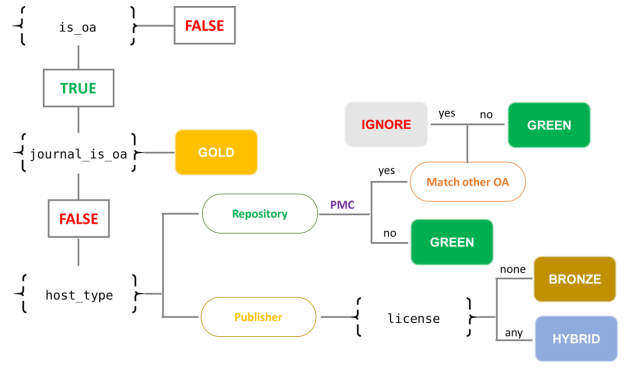 { is_oa }
FALSE
TRUE
{ journal_is_oa }
GOLD
IGNORE
yes
no
GREEN
FALSE
yes
Match other OA
Repository
PMC
no
GREEN
{ host_type }
Publisher
{ license }
none
BRONZE
any
HYBRID